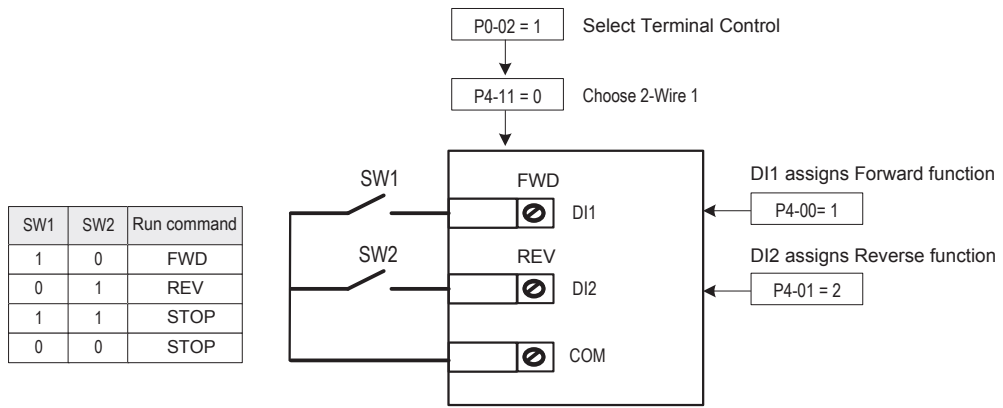 P0-02 = 1 Select Terminal Control
P4-11 = 0 Choose 2-Wire 1
SW1 SW2 Run command
1 0 FWD
0 1 REV
1 1 STOP
0 0 STOP
SW1
FWD
DI1
SW2
REV
DI2
COM
DI1 assigns Forward function
P4-00= 1
DI2 assigns Reverse function
P4-01 = 2